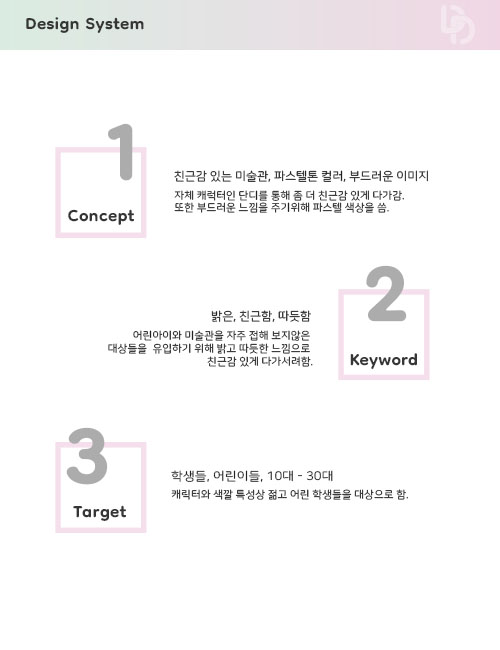 Design System
1
Concept
친근감 있는 미술관, 파스텔톤 컬러, 부드러운 이미지
자체 캐럭터인 단디를 통해 좀 더 친근감 있게 다가감.
또한 부드러운 느낌을 주기위해 파스텔 색상을 씀.
2
Keyword
밝은, 친근함, 따듯함
어린아이와 미술관을 자주 접해 보지않은
대상들을 유입하기 위해 밝고 따듯한 느낌으로
친근감 있게 다가서려함.
3
Target
학생들, 어린이들, 10대 - 30대
캐릭터와 색깔 특성상 젊고 어린 학생들을 대상으로 함.